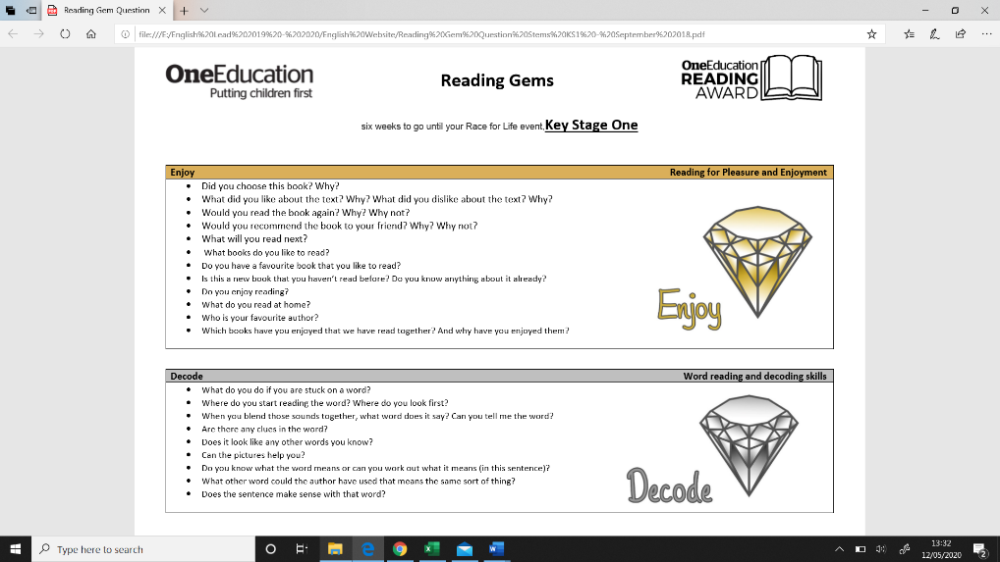 Reading Gem Question
file:///E:/English%20Lead%202019%20-%202020/English%20Website/Reading%20Gem%20Question%20Stems%20KS1%20-%20September%202018.pdf
OneEducation
Putting children first
Reading Gems
OneEducation
READING
AWARD
six weeks to go until your Race for Life event,Key Stage One
Enjoy Reading for Pleasure and Enjoyment
• Did you choose this book? Why?
• What did you like about the text? Why? What did you dislike about the text? Why?
• Would you read the book again? Why? Why not?
• Would you recommend the book to your friend? Why? Why not?
• What will you read next?
• What books do you like to read?
• Do you have a favourite book that you like to read?
• Is this a new book that you haven't read before? Do you know anything about it already?
• Do you enjoy reading?
• What do you read at home?
• Who is your favourite author?
• Which books have you enjoyed that we have read together? And why have you enjoyed them?
Enjoy
Decode Word reading and decoding skills
• What do you do if you are stuck on a word?
• Where do you start reading the word? Where do you look first?
• When you blend those sounds together, what word does it say? Can you tell me the word?
• Are there any clues in the word?
• Does it look like any other words you know?
• Can the pictures help you?
• Do you know what the word means or can you work out what it means (in this sentence)?
• What other word could the author have used that means the same sort of thing?
• Does the sentence make sense with that word?
Decode
Type here to search
13:32
12/05/2020
2